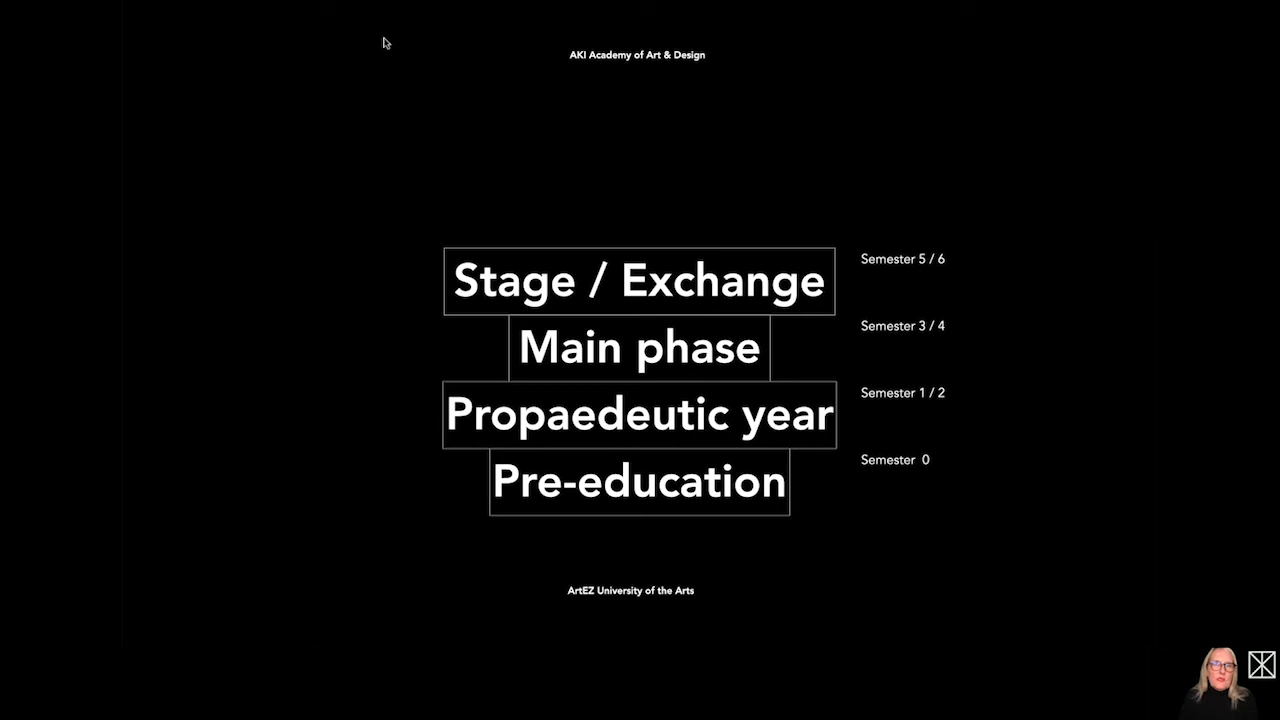 AKI Academy of Art & Design
Stage / Exchange
Semester 5 / 6
Main phase
Semester 3 / 4
Propaedeutic year
Semester 1 / 2
Pre-education
Semester 0
ArtEZ University of the Arts